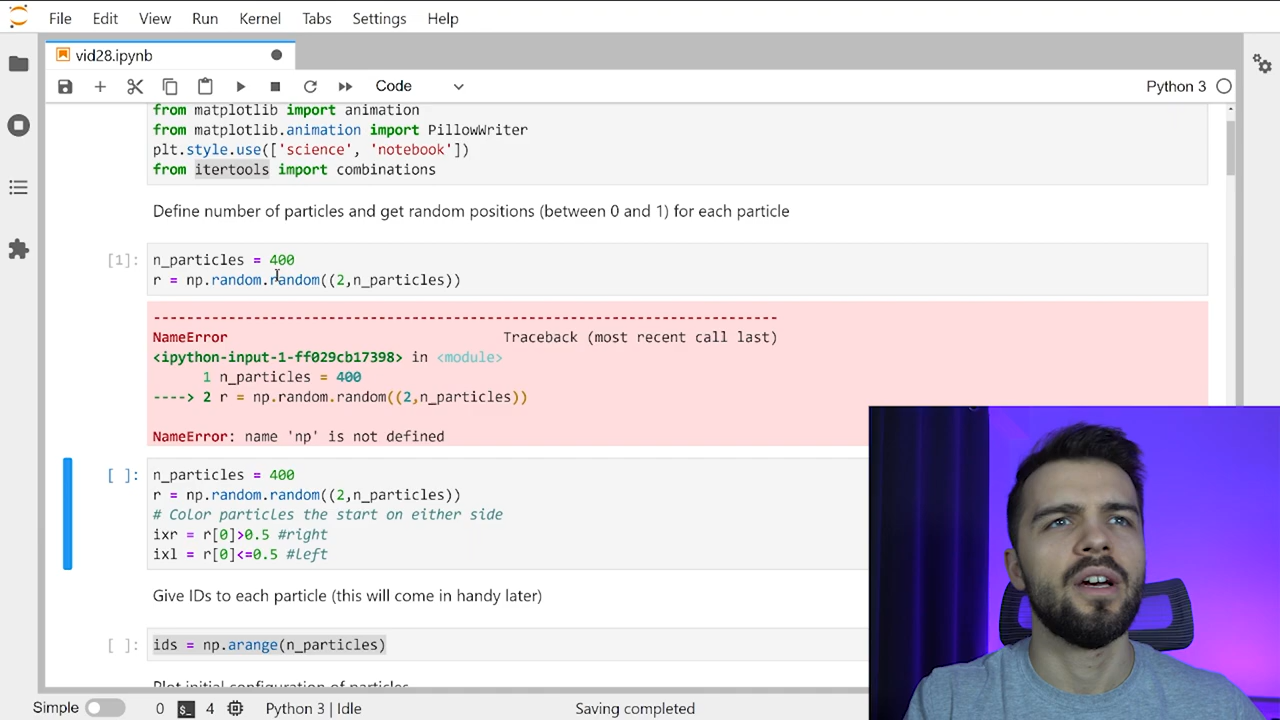 File Edit View Run Kernel Tabs Settings Help
vid28.ipynb
Code
Python 3
from matplotlib import animation
from matplotlib.animation import PillowWriter
plt.style.use(['science', 'notebook'])
from itertools import combinations
Define number of particles and get random positions (between 0 and 1) for each particle
[1]: n_particles = 400
r = np.random.random((2,n_particles))
---------------------------------------------------------------------------
NameError Traceback (most recent call last)
<ipython-input-1-ff029cb17398> in <module>
1 n_particles = 400
----> 2 r = np.random.random((2,n_particles))
NameError: name 'np' is not defined
[ ]: n_particles = 400
r = np.random.random((2,n_particles))
# Color particles the start on either side
ixr = r[0]>0.5 #right
ixl = r[0]<=0.5 #left
Give IDs to each particle (this will come in handy later)
[ ]: ids = np.arange(n_particles)
Plot initial configuration of particles
Simple 0 $_ 4 Python 3 | Idle Saving completed